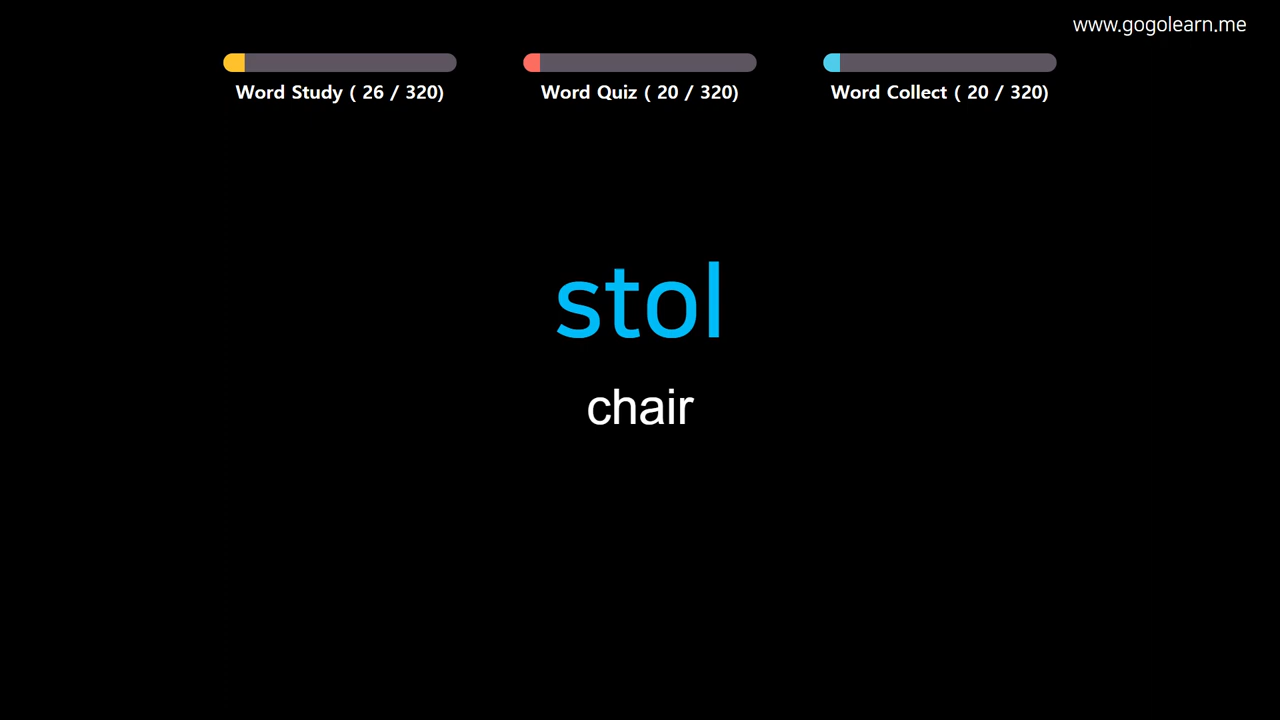 www.gogolearn.me
Word Study ( 26 / 320)
Word Quiz ( 20 / 320)
Word Collect ( 20 / 320)
stol
chair